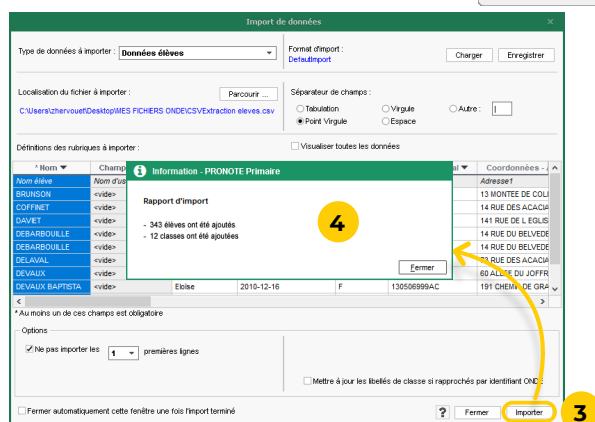 Import de données
Type de données à importer : Données élèves
Format d'import :
DefaultImport
Charger
Enregistrer
Localisation du fichier à importer :
Parcourir ...
C:\Users\zhervouet\Desktop\MES FICHIERS ONDE\CSVExtraction eleves.csv
Séparateur de champs :
Tabulation
Virgule
Autre :
Point Virgule
Espace
Définitions des rubriques à importer :
Visualiser toutes les données
* Nom
Champ
al
Coordonnées -
Nom élève
Nom d'us
Adresse1
BRUNSON <vide> 13 MONTEE DE COLI
COFFINET <vide> 14 RUE DES ACACIA
DAVIET <vide> 141 RUE DE L EGLIS
DEBARBOUILLE <vide> 14 RUE DU BELVEDE
DEBARBOUILLE <vide> 14 RUE DU BELVEDE
DELAVAL <vide> 73 RUE DES ACACIA
DEVAUX <vide> 60 ALLEE DU JOFFR
DEVAUX BAPTISTA <vide> Eloïse 2010-12-16 F 130506999AC 191 CHEMIN DE GRA
Information - PRONOTE Primaire
Rapport d'import
- 343 élèves ont été ajoutés
- 12 classes ont été ajoutées
4
Fermer
* Au moins un de ces champs est obligatoire
Options
Ne pas importer les 1 premières lignes
Mettre à jour les libellés de classe si rapprochés par identifiant ONDE
Fermer automatiquement cette fenêtre une fois l'import terminé
?
Fermer
Importer
3